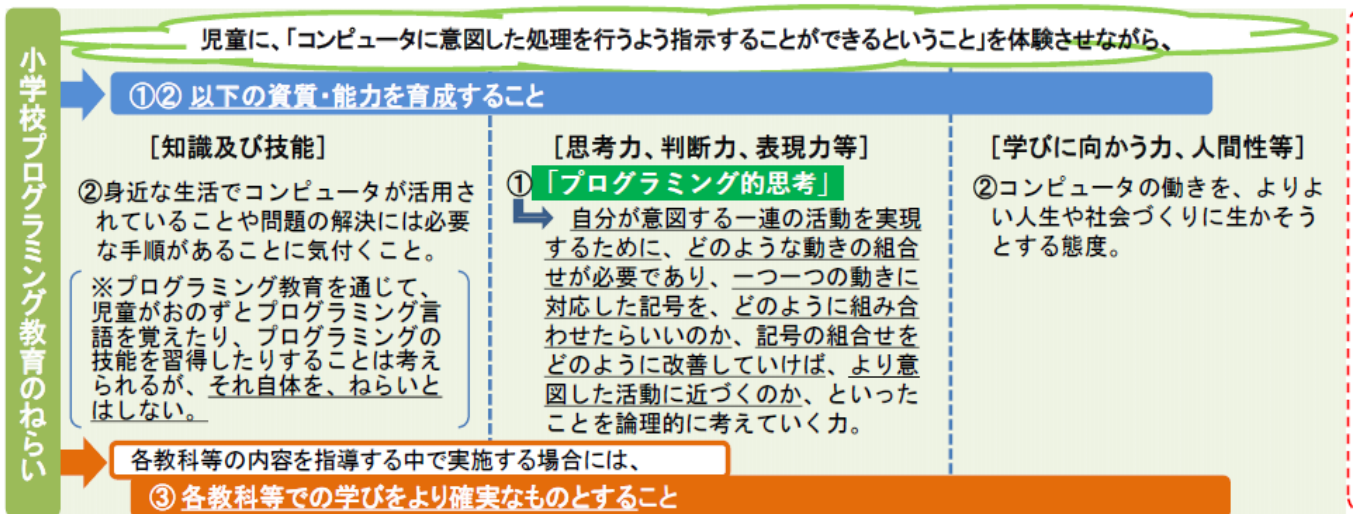 小学校プログラミング教育のねらい
児童に、「コンピュータに意図した処理を行うよう指示することができるということ」を体験させながら、
①② 以下の資質・能力を育成すること
[知識及び技能]
②身近な生活でコンピュータが活用さ
れていることや問題の解決には必要
な手順があることに気付くこと。
※プログラミング教育を通じて、
児童がおのずとプログラミング言
語を覚えたり、プログラミングの
技能を習得したりすることは考え
られるが、それ自体を、ねらいと
はしない。
[思考力、判断力、表現力等]
①「プログラミング的思考」
自分が意図する一連の活動を実現
するために、どのような動きの組合
せが必要であり、一つ一つの動きに
対応した記号を、どのように組み合
わせたらいいのか、記号の組合せを
どのように改善していけば、より意
図した活動に近づくのか、といった
ことを論理的に考えていく力。
[学びに向かう力、人間性等]
②コンピュータの働きを、よりよ
い人生や社会づくりに生かそう
とする態度。
各教科等の内容を指導する中で実施する場合には、
③ 各教科等での学びをより確実なものとすること